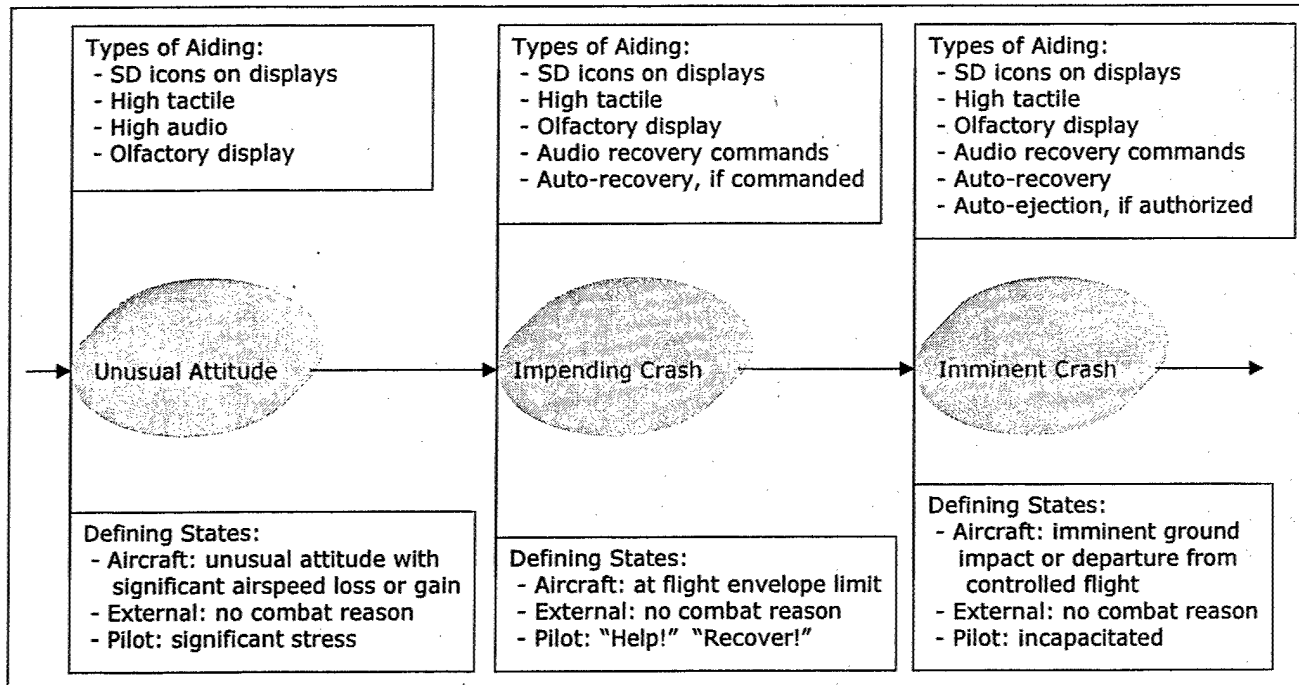 Types of Aiding:
- SD icons on displays
- High tactile
- High audio
- Olfactory display
Types of Aiding:
- SD icons on displays
- High tactile
- Olfactory display
- Audio recovery commands
- Auto-recovery, if commanded
Types of Aiding:
- SD icons on displays
- High tactile
- Olfactory display
- Audio recovery commands
- Auto-recovery
- Auto-ejection, if authorized
Unusual Attitude
Impending Crash
Imminent Crash
Defining States:
- Aircraft: unusual attitude with
significant airspeed loss or gain
- External: no combat reason
- Pilot: significant stress
Defining States:
- Aircraft: at flight envelope limit
- External: no combat reason
- Pilot: “Help!” “Recover!”
Defining States:
- Aircraft: imminent ground
impact or departure from
controlled flight
- External: no combat reason
- Pilot: incapacitated